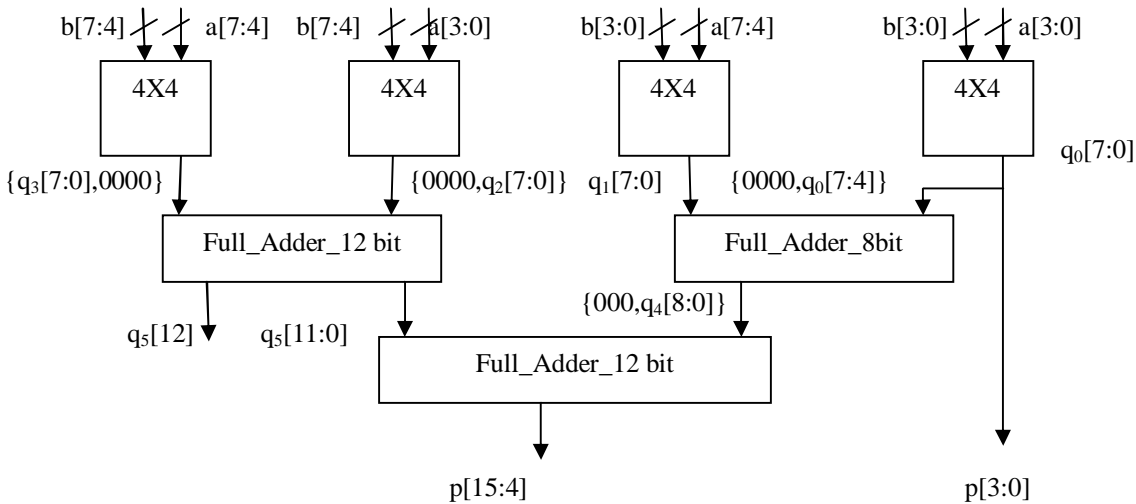 b[7:4] a[7:4] b[7:4] a[3:0] b[3:0] a[7:4] b[3:0] a[3:0]
4X4 4X4 4X4 4X4
q₀[7:0]
{q₃[7:0],0000} {0000,q₂[7:0]} q₁[7:0] {0000,q₀[7:4]}
Full_Adder_12 bit Full_Adder_8bit
{000,q₄[8:0]}
q₅[12] q₅[11:0]
Full_Adder_12 bit
p[15:4] p[3:0]